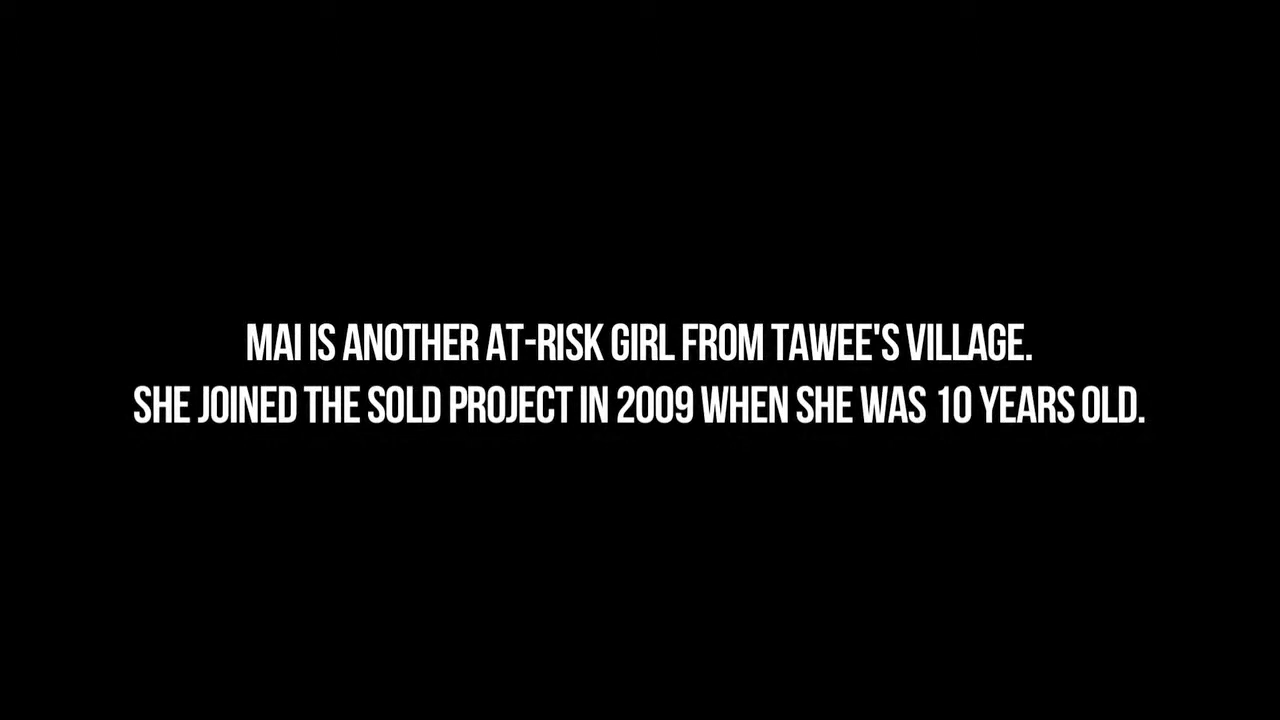 MAI IS ANOTHER AT-RISK GIRL FROM TAWEE'S VILLAGE.
SHE JOINED THE SOLD PROJECT IN 2009 WHEN SHE WAS 10 YEARS OLD.